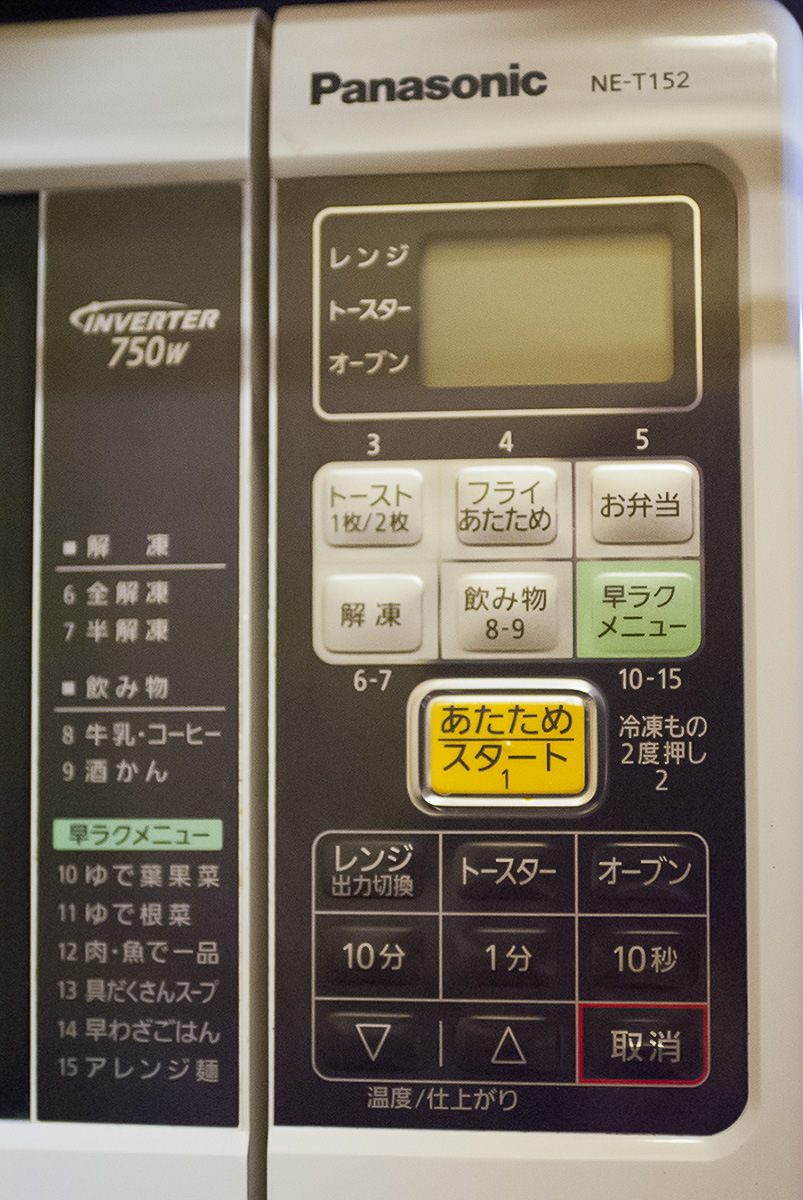 Panasonic NE-T152
INVERTER
750W
■ 解 凍
6 全解凍
7 半解凍
■ 飲み物
8 牛乳・コーヒー
9 酒かん
早ラクメニュー
10 ゆで葉果菜
11 ゆで根菜
12 肉・魚で一品
13 具だくさんスープ
14 早わざごはん
15 アレンジ麺
レンジ
トースター
オーブン
3 4 5
トースト
1枚/2枚
フライ
あたため
お弁当
解凍
飲み物
8-9
早ラク
メニュー
6-7
10-15
あたため
スタート
1
冷凍もの
2度押し
2
レンジ
出力切換
トースター
オーブン
10分
1分
10秒
▽
△
取消
温度/仕上がり